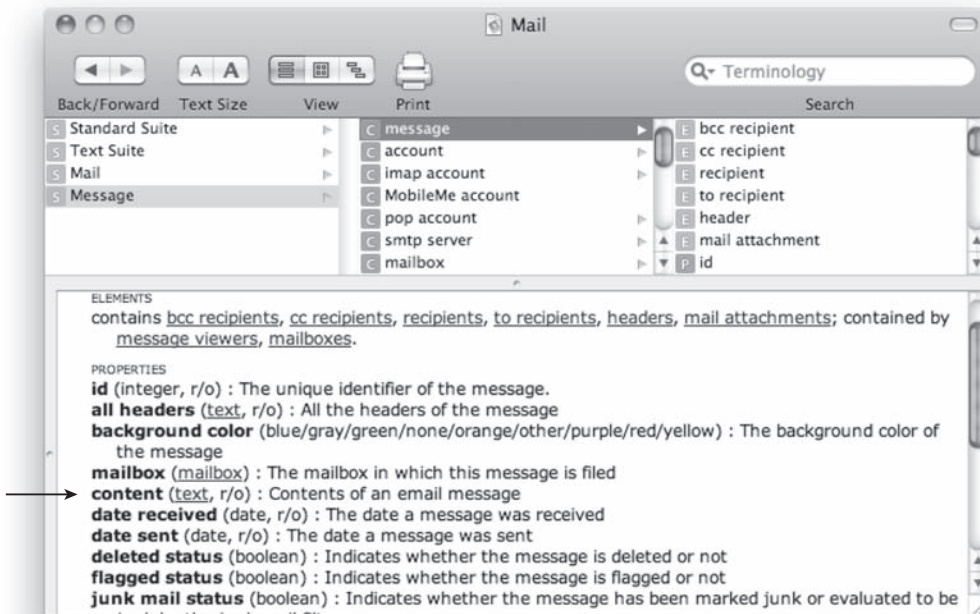 Mail
Terminology
Back/Forward Text Size View Print Search
S Standard Suite
S Text Suite
S Mail
S Message
C message
C account
C imap account
C MobileMe account
C pop account
C smtp server
C mailbox
E bcc recipient
E cc recipient
E recipient
E to recipient
E header
E mail attachment
P id
ELEMENTS
contains bcc recipients, cc recipients, recipients, to recipients, headers, mail attachments; contained by
message viewers, mailboxes.
PROPERTIES
id (integer, r/o) : The unique identifier of the message.
all headers (text, r/o) : All the headers of the message
background color (blue/gray/green/none/orange/other/purple/red/yellow) : The background color of
the message
mailbox (mailbox) : The mailbox in which this message is filed
content (text, r/o) : Contents of an email message
date received (date, r/o) : The date a message was received
date sent (date, r/o) : The date a message was sent
deleted status (boolean) : Indicates whether the message is deleted or not
flagged status (boolean) : Indicates whether the message is flagged or not
junk mail status (boolean) : Indicates whether the message has been marked junk or evaluated to be